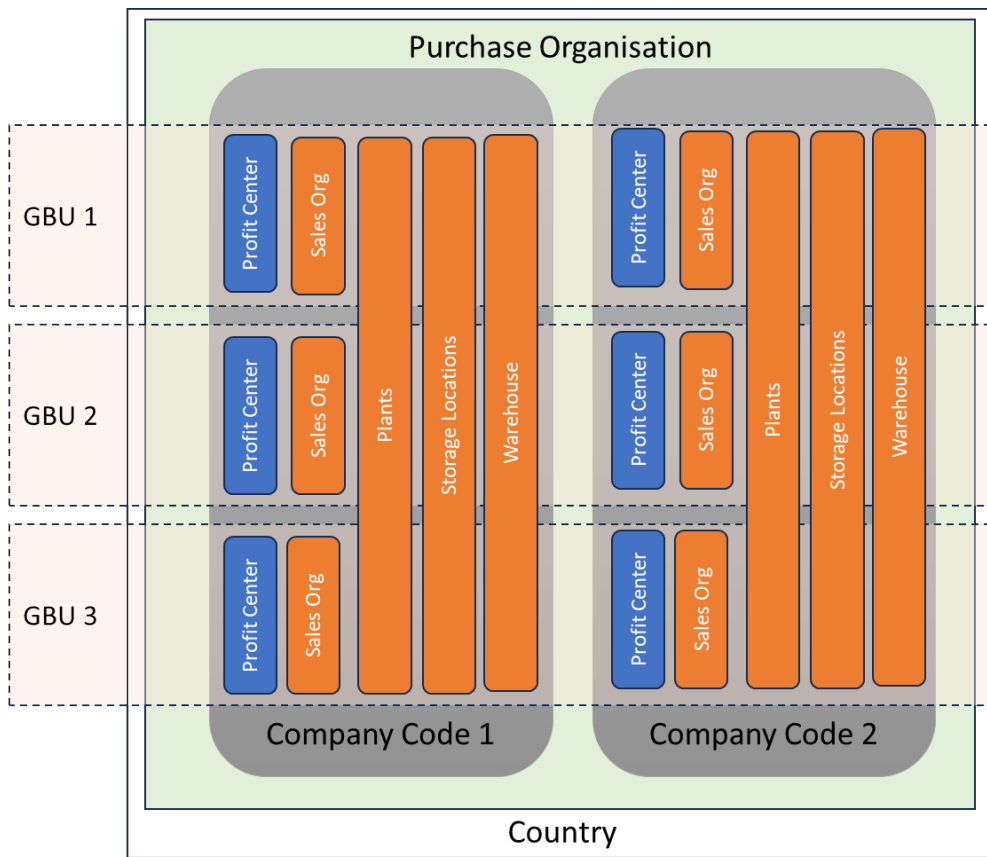 Purchase Organisation
GBU 1
Profit Center
Sales Org
Profit Center
Sales Org
GBU 2
Profit Center
Sales Org
Plants
Storage Locations
Warehouse
Profit Center
Sales Org
Plants
Storage Locations
Warehouse
GBU 3
Profit Center
Sales Org
Profit Center
Sales Org
Company Code 1
Company Code 2
Country